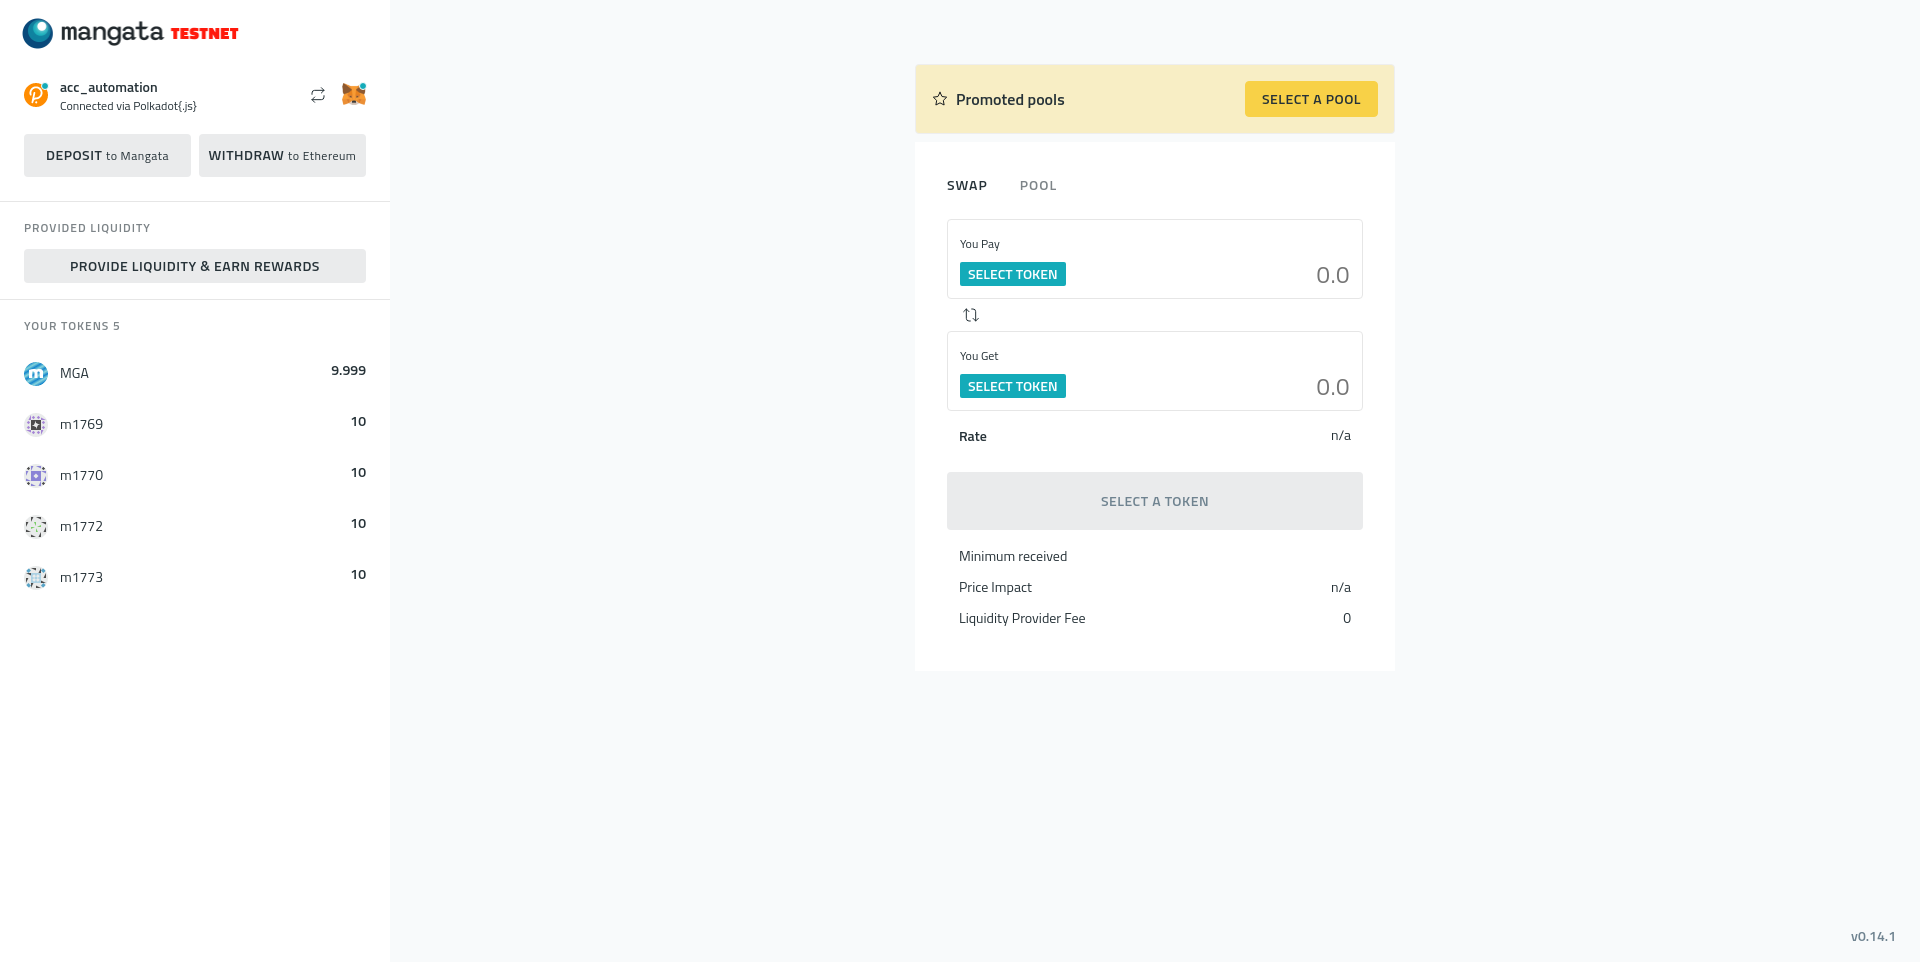 mangata TESTNET
acc_automation
Connected via Polkadot{.js}
DEPOSIT to Mangata
WITHDRAW to Ethereum
PROVIDED LIQUIDITY
PROVIDE LIQUIDITY & EARN REWARDS
YOUR TOKENS 5
MGA 9.999
m1769 10
m1770 10
m1772 10
m1773 10
Promoted pools
SELECT A POOL
SWAP POOL
You Pay
SELECT TOKEN 0.0
You Get
SELECT TOKEN 0.0
Rate n/a
SELECT A TOKEN
Minimum received
Price Impact n/a
Liquidity Provider Fee 0
v0.14.1